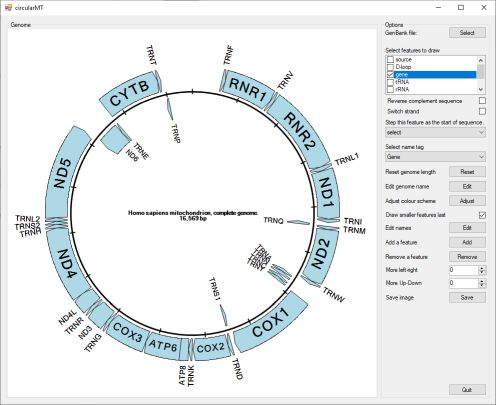 circularMT
Genome
TRNT
TRNF
CYTB
RNR1
TRNV
TRNP
RNR2
ND6
TRNE
ND5
TRNL1
ND1
Homo sapiens mitochondrion, complete genome.
16,569 bp
TRNQ
TRNI
TRNM
TRNL2
TRNS2
TRNH
ND2
TRNA
TRNY
ND4
TRNW
TRNS1
COX1
ND4L
TRNR
ND3
TRNG
COX3
ATP6
ATP8
TRNK
COX2
TRND
Options
GenBank file:
Select
Select features to draw
source
D-loop
gene
tRNA
rRNA
Reverse complement sequence
Switch strand
Step this feature as the start of sequence
select
Select name tag
Gene
Reset genome length
Reset
Edit genome name
Edit
Adjust colour scheme
Adjust
Draw smaller features last
Edit names
Edit
Add a feature
Add
Remove a feature
Remove
More left-right
0
More Up-Down
0
Save image
Save
Quit